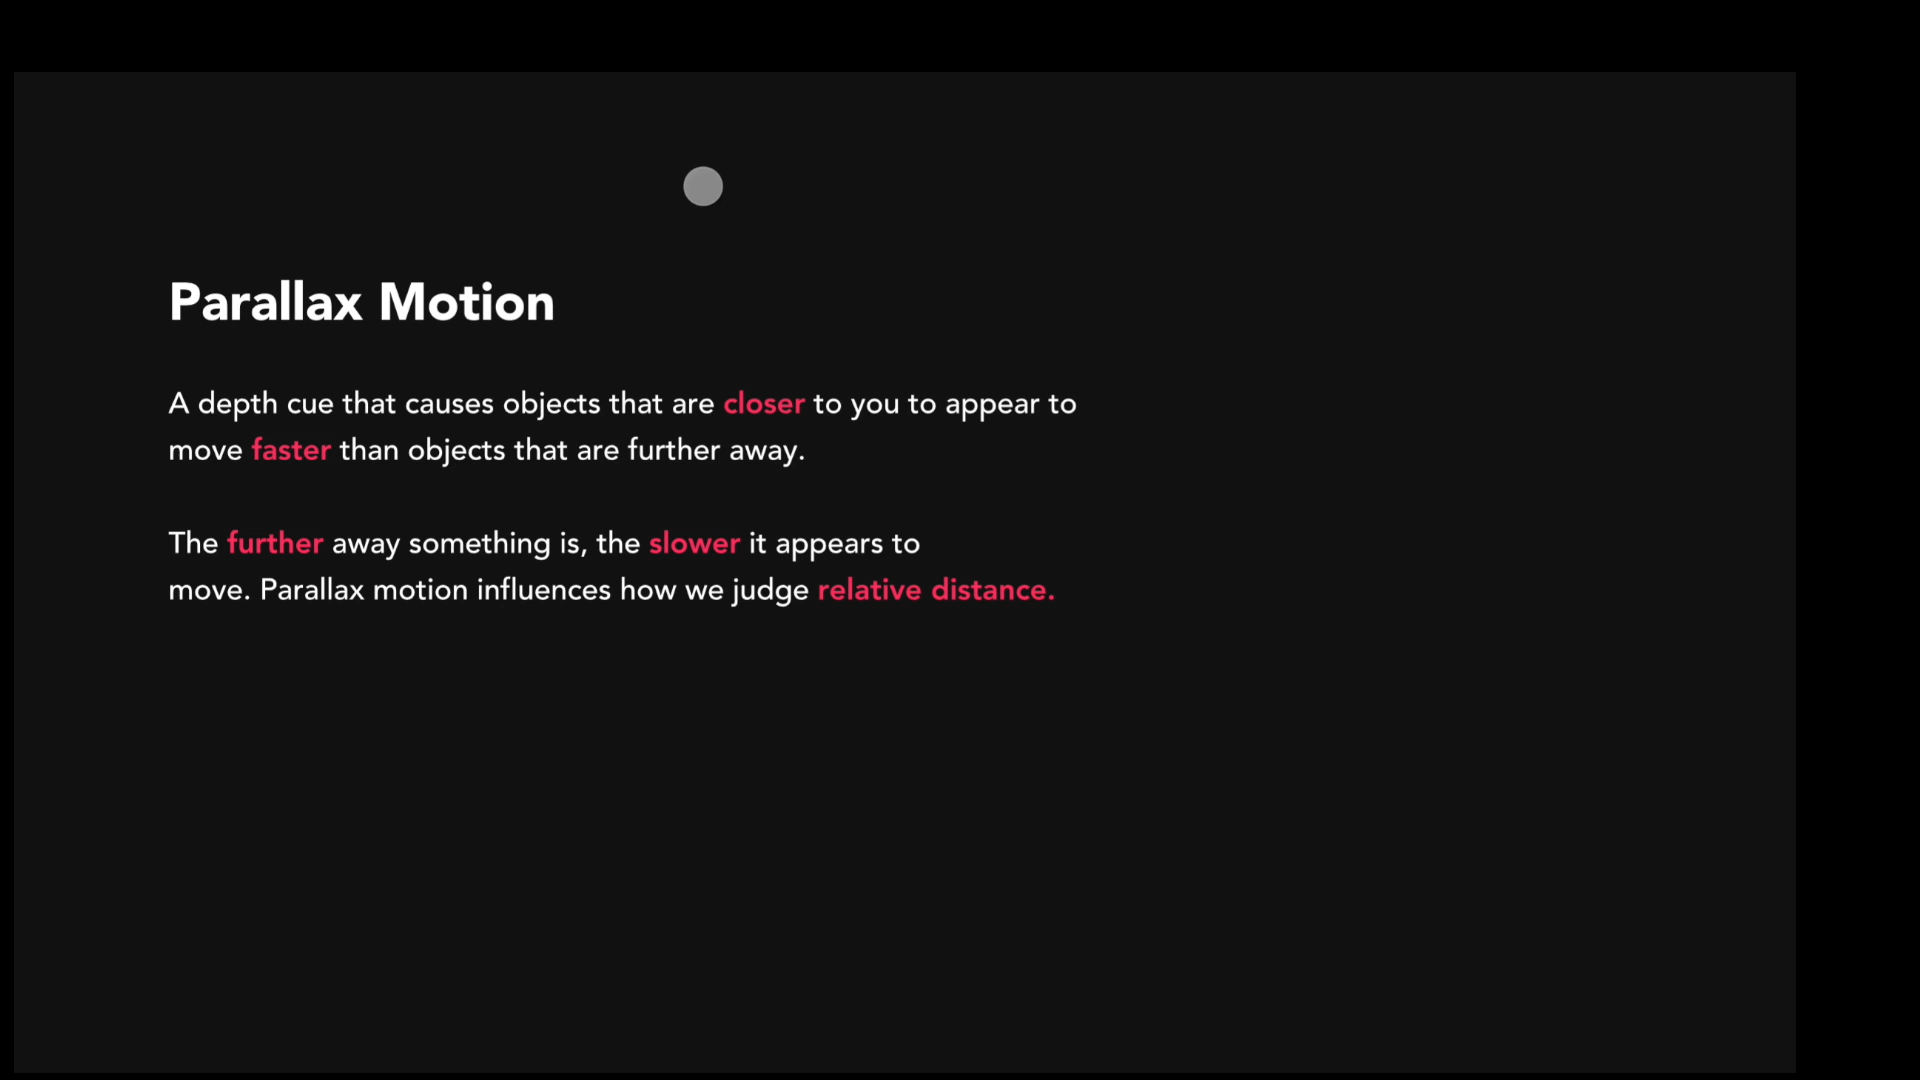 Parallax Motion
A depth cue that causes objects that are closer to you to appear to
move faster than objects that are further away.
The further away something is, the slower it appears to
move. Parallax motion influences how we judge relative distance.